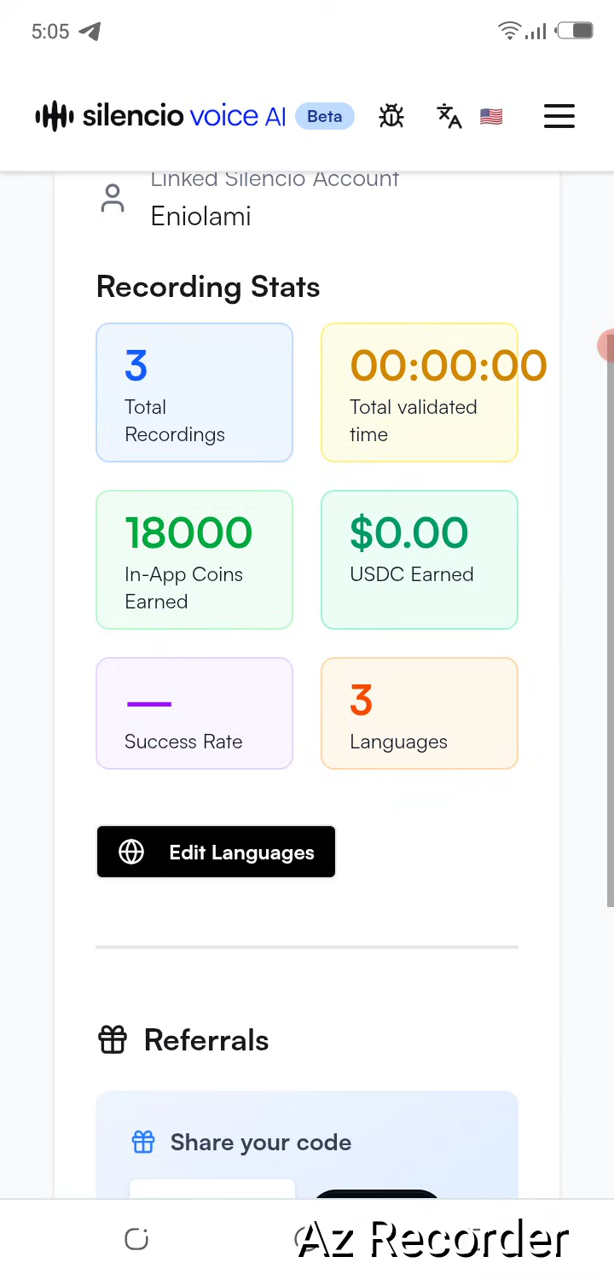 5:05
silencio voice AI Beta
Linked Silencio Account
Eniolami
Recording Stats
3
Total
Recordings
00:00:00
Total validated
time
18000
In-App Coins
Earned
$0.00
USDC Earned
—
Success Rate
3
Languages
Edit Languages
Referrals
Share your code
Az Recorder